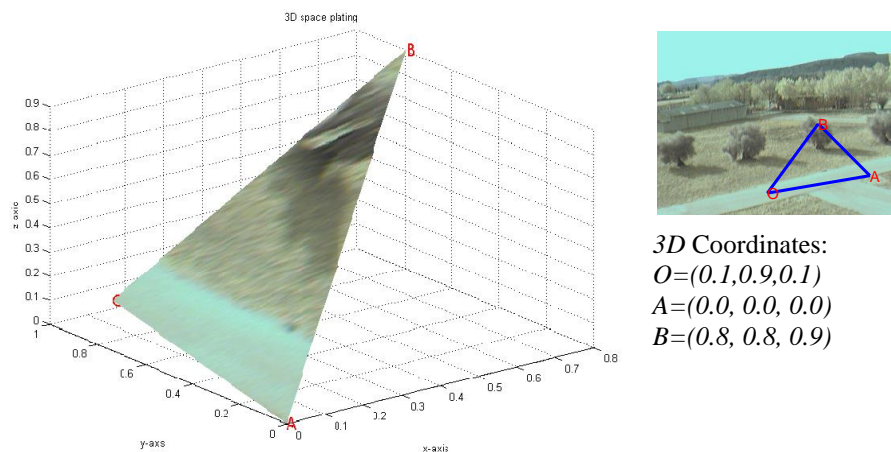 3D space plating
B
C
A
z axis
0.9
0.8
0.7
0.6
0.5
0.4
0.3
0.2
0.1
0
1
0.8
0.6
0.4
0.2
0
y-axs
0
0.1
0.2
0.3
0.4
0.5
0.6
0.7
0.8
x-axis
B
A
O
3D Coordinates:
O=(0.1,0.9,0.1)
A=(0.0, 0.0, 0.0)
B=(0.8, 0.8, 0.9)